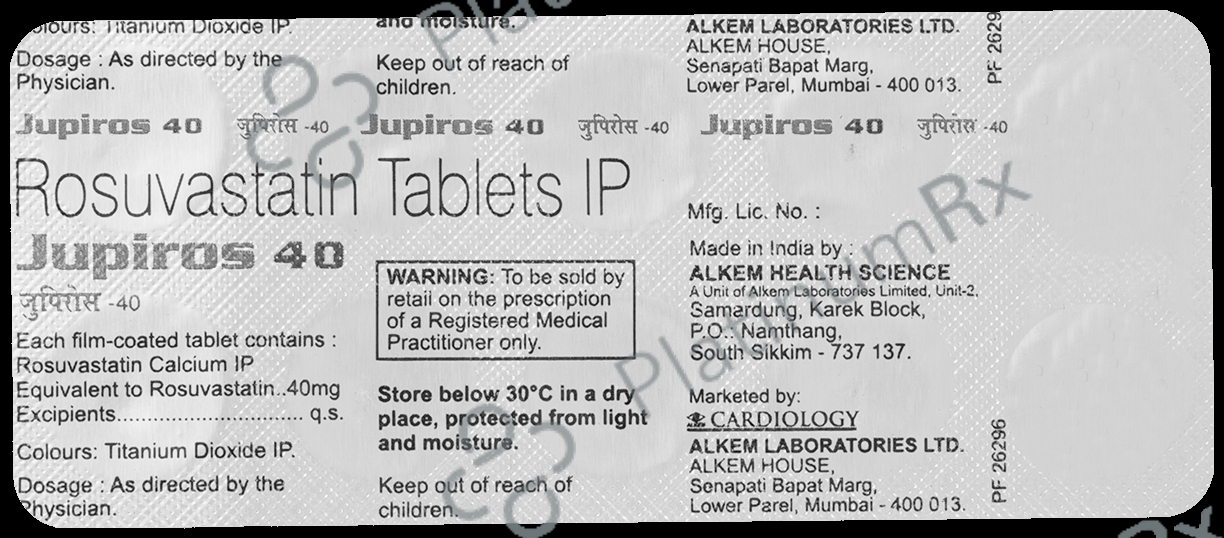 Colours: Titanium Dioxide IP.
Dosage : As directed by the
Physician.
and moisture.
Keep out of reach of
children.
ALKEM LABORATORIES LTD.
ALKEM HOUSE,
Senapati Bapat Marg,
Lower Parel, Mumbai - 400 013.
PF 2629
Jupiros 40 जुपिरोस -40 Jupiros 40 जुपिरोस -40 Jupiros 40 जुपिरोस -40
Rosuvastatin Tablets IP
Jupiros 40
जुपिरोस -40
Each film-coated tablet contains :
Rosuvastatin Calcium IP
Equivalent to Rosuvastatin..40mg
Excipients............................ q.s.
Colours: Titanium Dioxide IP.
Dosage : As directed by the
Physician.
WARNING: To be sold by
retail on the prescription
of a Registered Medical
Practitioner only.
Store below 30°C in a dry
place, protected from light
and moisture.
Keep out of reach of
children.
Mfg. Lic. No. :
Made in India by :
ALKEM HEALTH SCIENCE
A Unit of Alkem Laboratories Limited, Unit-2,
Samardung, Karek Block,
P.O.: Namthang,
South Sikkim - 737 137.
Marketed by:
CARDIOLOGY
ALKEM LABORATORIES LTD.
ALKEM HOUSE,
Senapati Bapat Marg,
Lower Parel, Mumbai - 400 013.
PF 26296
PlatinumRx